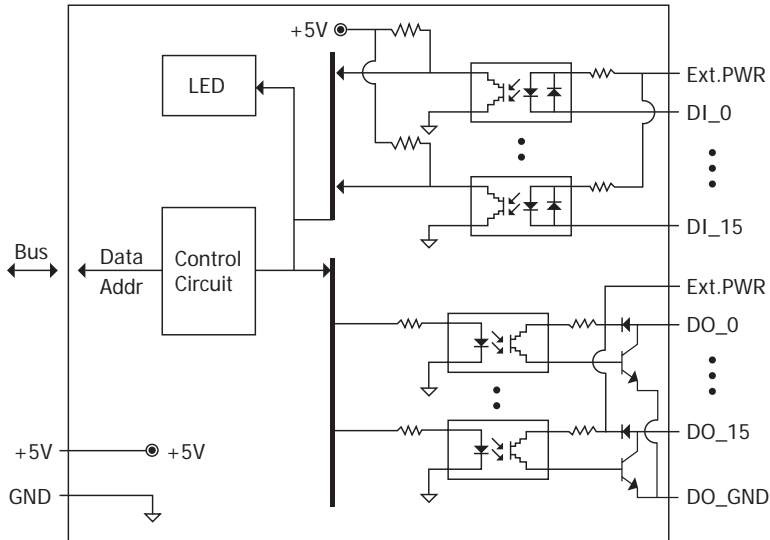 +5V
LED
Ext.PWR
DI_0
DI_15
Bus
Data
Addr
Control
Circuit
Ext.PWR
DO_0
DO_15
+5V
+5V
GND
DO_GND